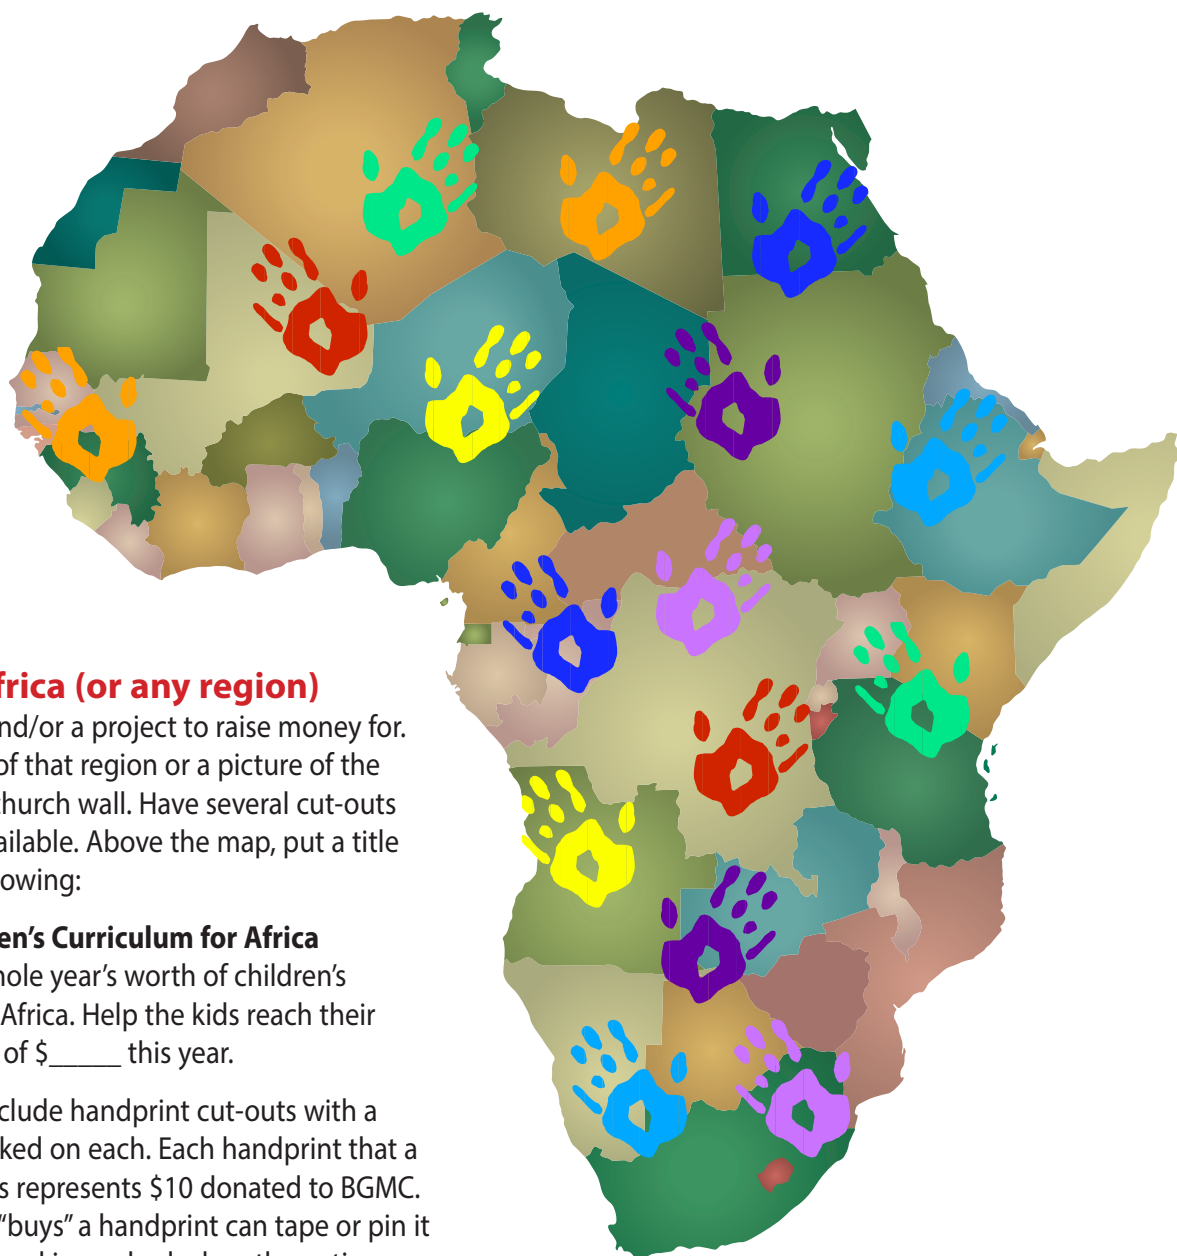 frica (or any region)
nd/or a project to raise money for.
of that region or a picture of the
church wall. Have several cut-outs
ailable. Above the map, put a title
owing:
en’s Curriculum for Africa
hole year’s worth of children’s
Africa. Help the kids reach their
of $_____ this year.
clude handprint cut-outs with a
ked on each. Each handprint that a
s represents $10 donated to BGMC.
“buys” a handprint can tape or pin it